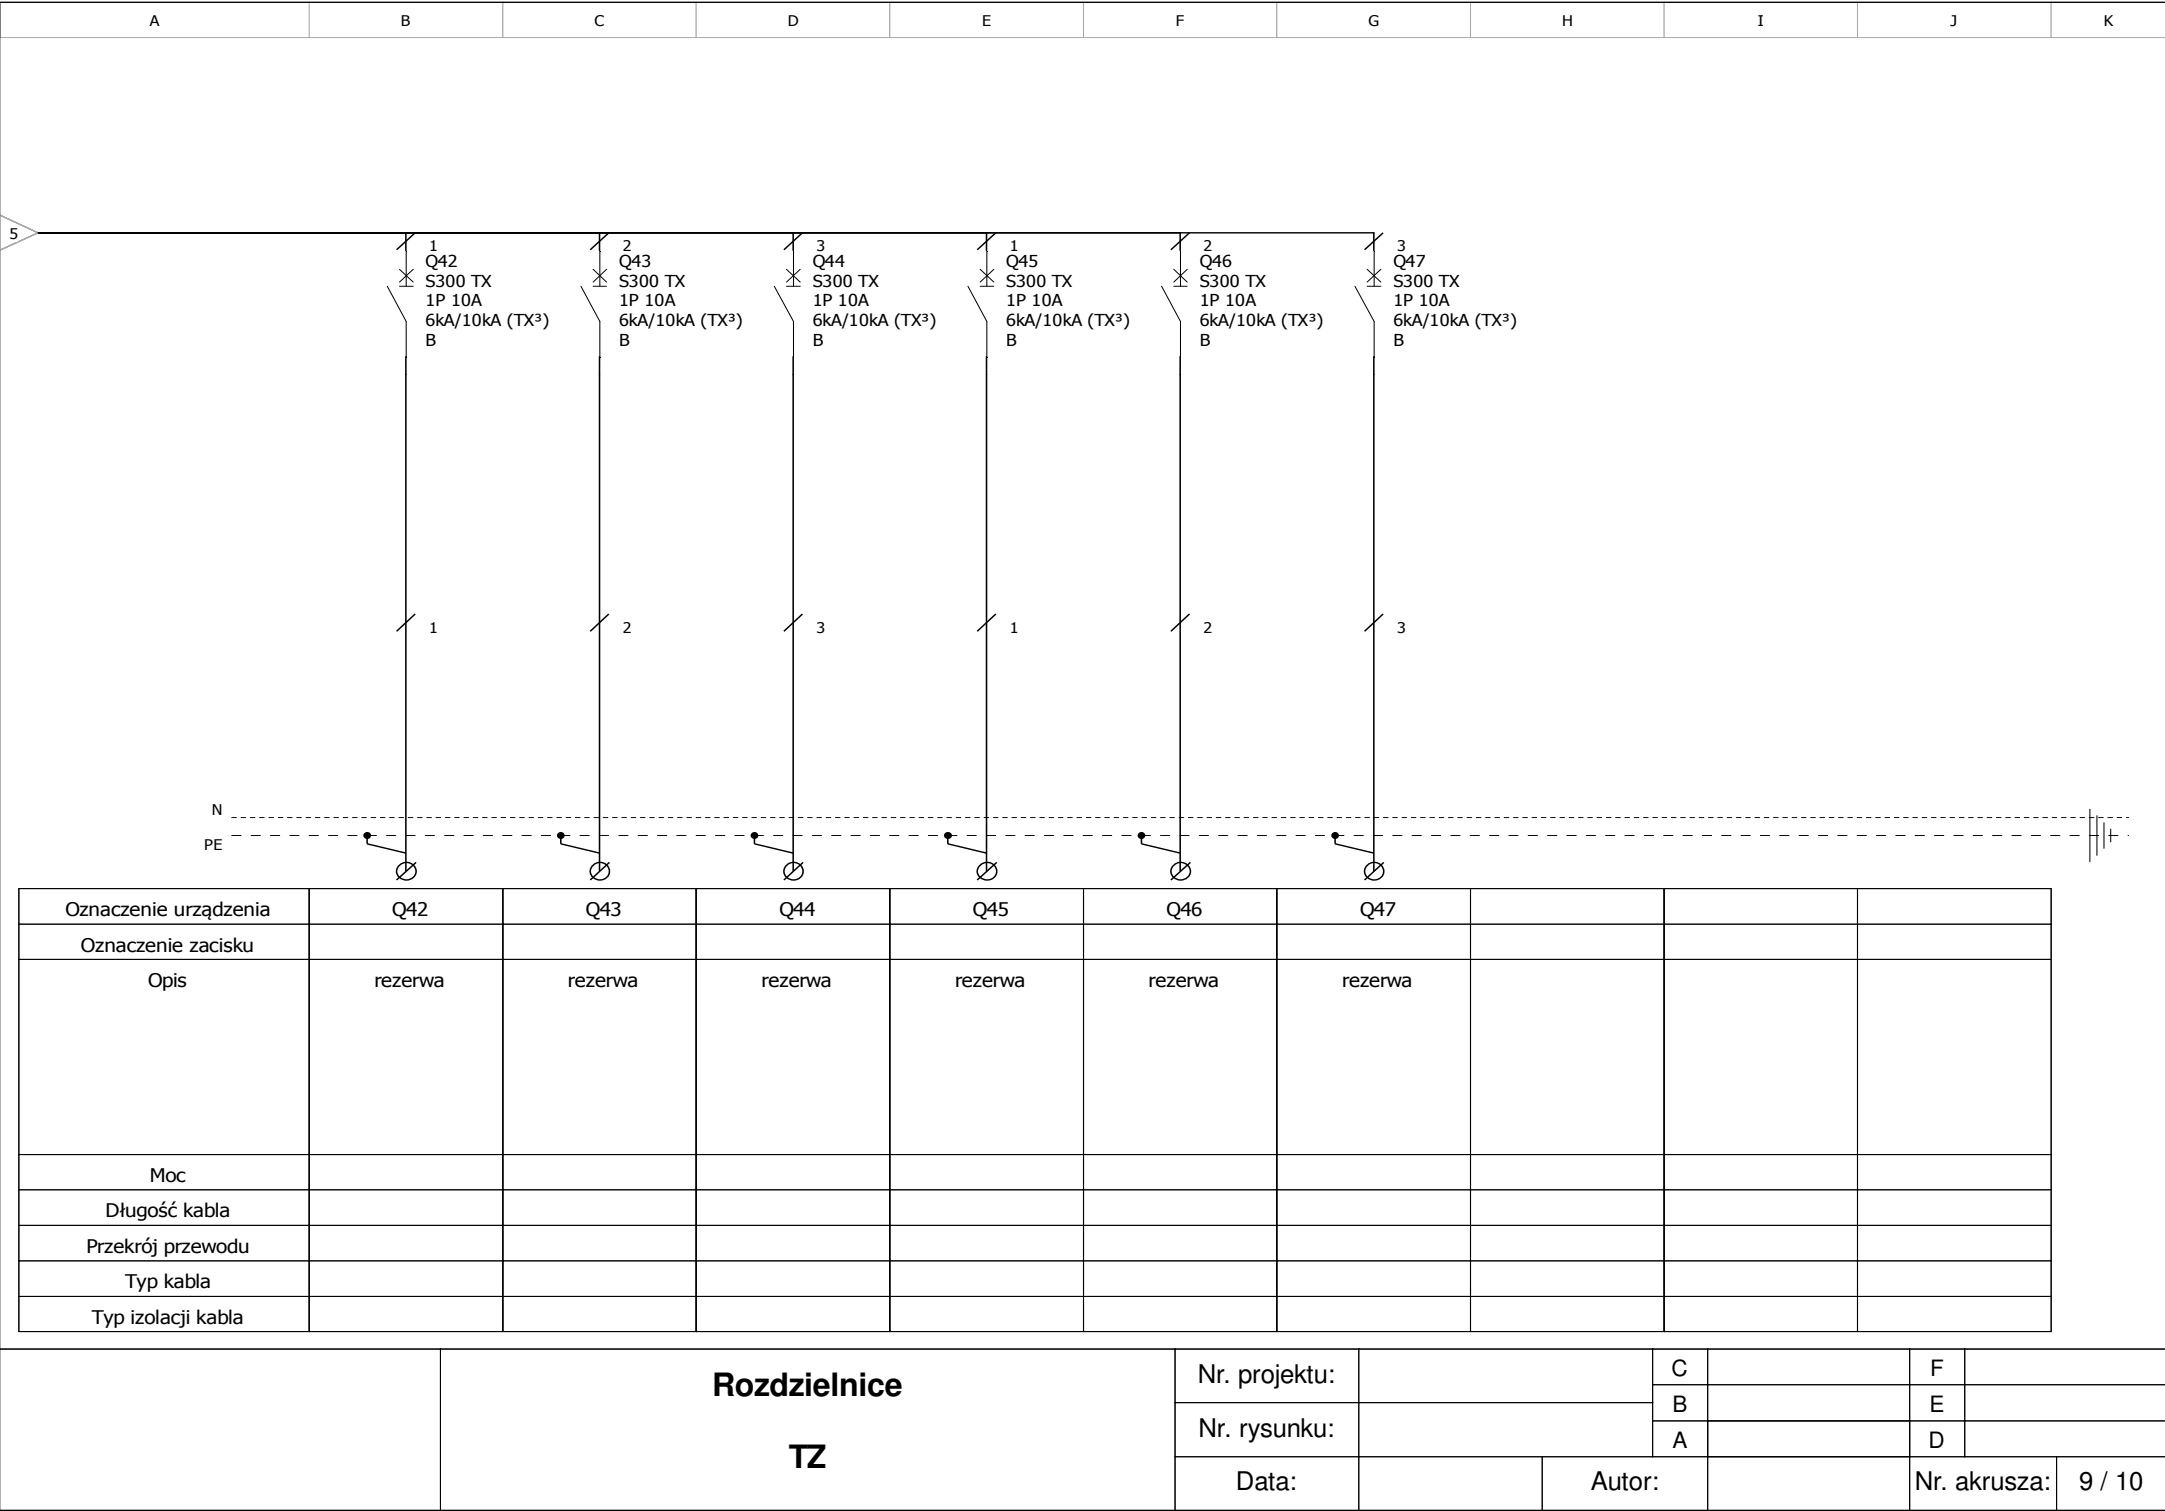 A B C D E F G H I J K
5
1 2 3 1 2 3
Q42 Q43 Q44 Q45 Q46 Q47
S300 TX S300 TX S300 TX S300 TX S300 TX S300 TX
1P 10A 1P 10A 1P 10A 1P 10A 1P 10A 1P 10A
6kA/10kA (TX³) 6kA/10kA (TX³) 6kA/10kA (TX³) 6kA/10kA (TX³) 6kA/10kA (TX³) 6kA/10kA (TX³)
B B B B B B
1 2 3 1 2 3
N
PE
Oznaczenie urządzenia Q42 Q43 Q44 Q45 Q46 Q47
Oznaczenie zacisku
Opis rezerwa rezerwa rezerwa rezerwa rezerwa rezerwa
Moc
Długość kabla
Przekrój przewodu
Typ kabla
Typ izolacji kabla
Rozdzielnice
TZ
Nr. projektu: C F
B E
Nr. rysunku:
A D
Data: Autor: Nr. akrusza: 9 / 10